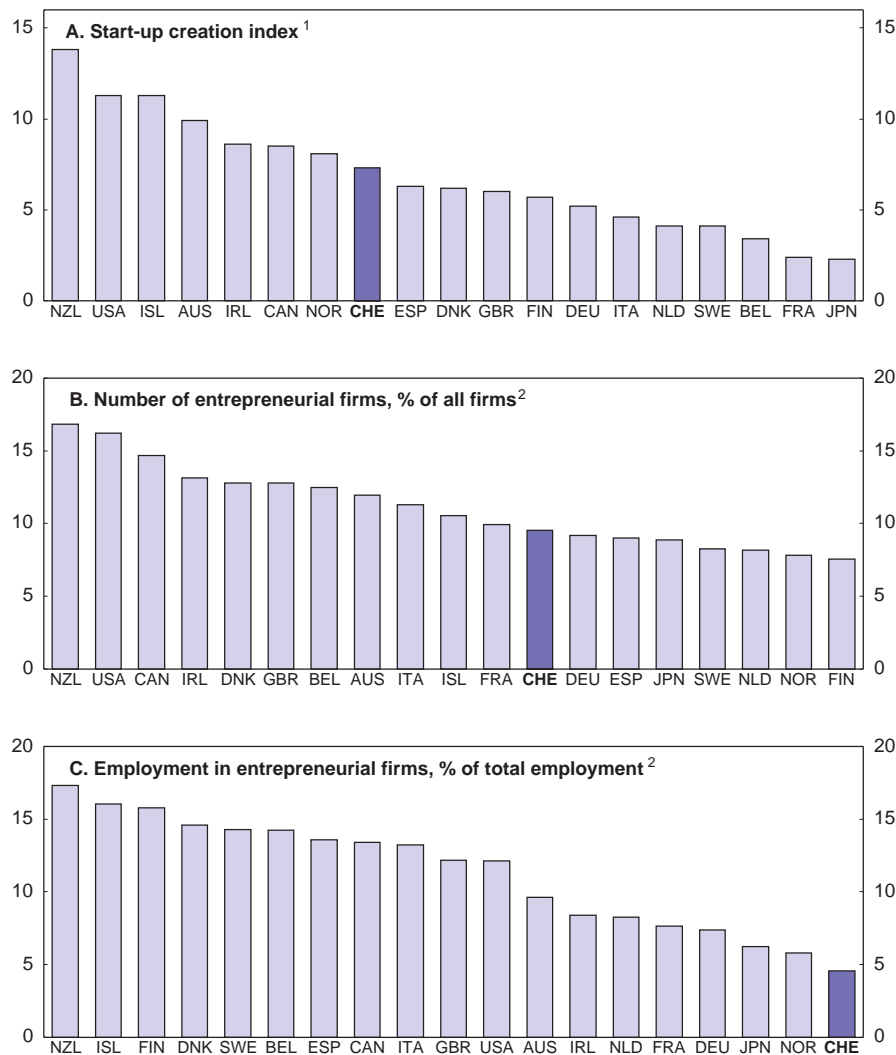 A. Start-up creation index 1
15 15
10 10
5 5
0 0
NZL USA ISL AUS IRL CAN NOR CHE ESP DNK GBR FIN DEU ITA NLD SWE BEL FRA JPN
20 20
B. Number of entrepreneurial firms, % of all firms 2
15 15
10 10
5 5
0 0
NZL USA CAN IRL DNK GBR BEL AUS ITA ISL FRA CHE DEU ESP JPN SWE NLD NOR FIN
20 20
C. Employment in entrepreneurial firms, % of total employment 2
15 15
10 10
5 5
0 0
NZL ISL FIN DNK SWE BEL ESP CAN ITA GBR USA AUS IRL NLD FRA DEU JPN NOR CHE